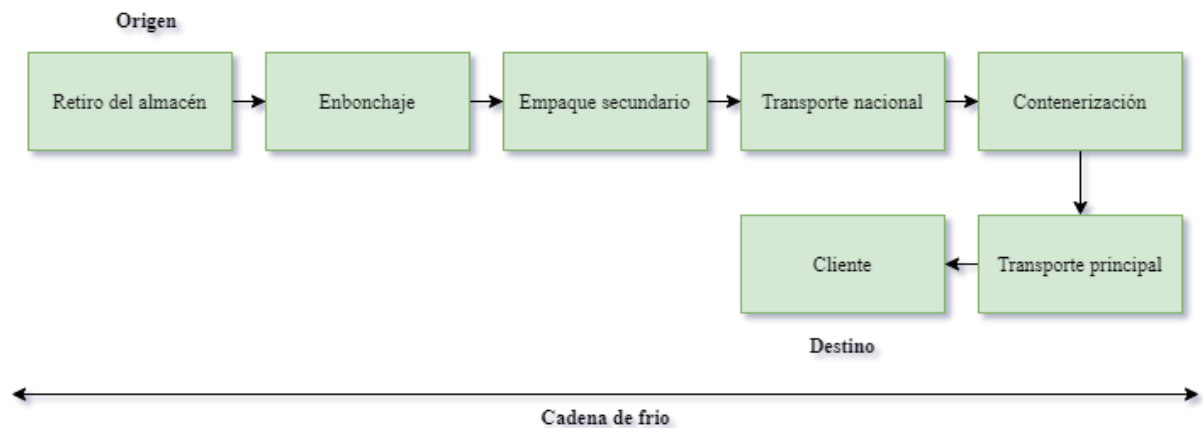 Origen
Retiro del almacén
Enbonchaje
Empaque secundario
Transporte nacional
Contenerización
Cliente
Transporte principal
Destino
Cadena de frio